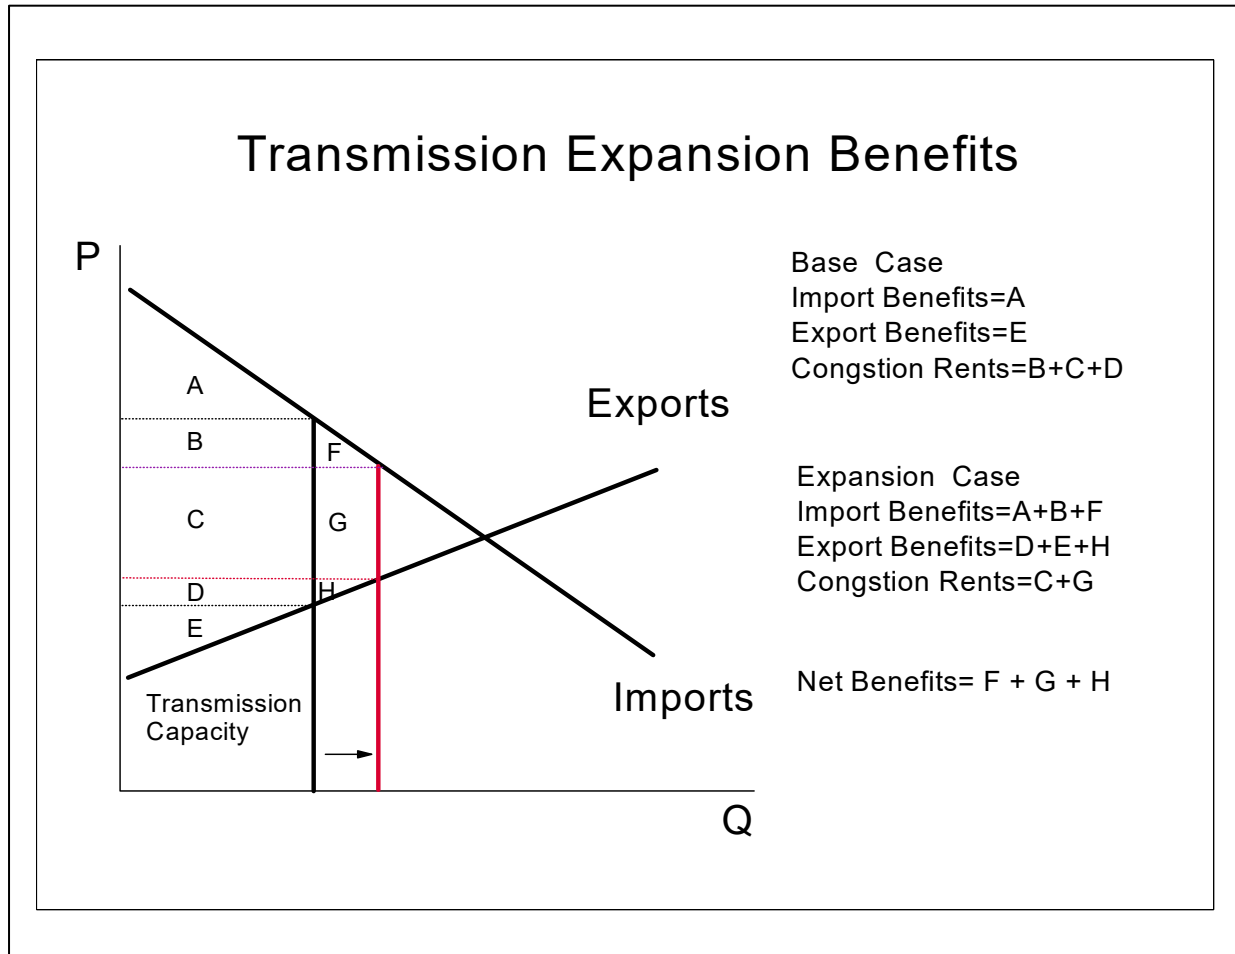 Transmission Expansion Benefits
P
A
B
C
D
E
F
G
H
Exports
Imports
Transmission
Capacity
Q
Base Case
Import Benefits=A
Export Benefits=E
Congstion Rents=B+C+D
Expansion Case
Import Benefits=A+B+F
Export Benefits=D+E+H
Congstion Rents=C+G
Net Benefits= F + G + H